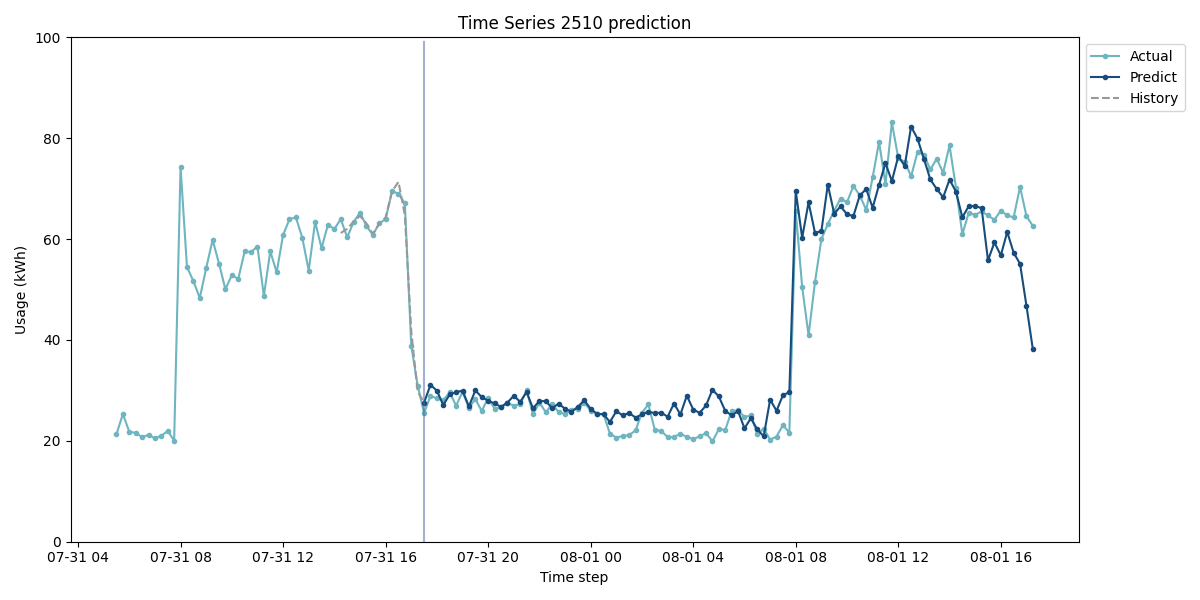 Time Series 2510 prediction
Actual
Predict
History
Usage (kWh)
100
80
60
40
20
0
07-31 04
07-31 08
07-31 12
07-31 16
07-31 20
08-01 00
08-01 04
08-01 08
08-01 12
08-01 16
Time step